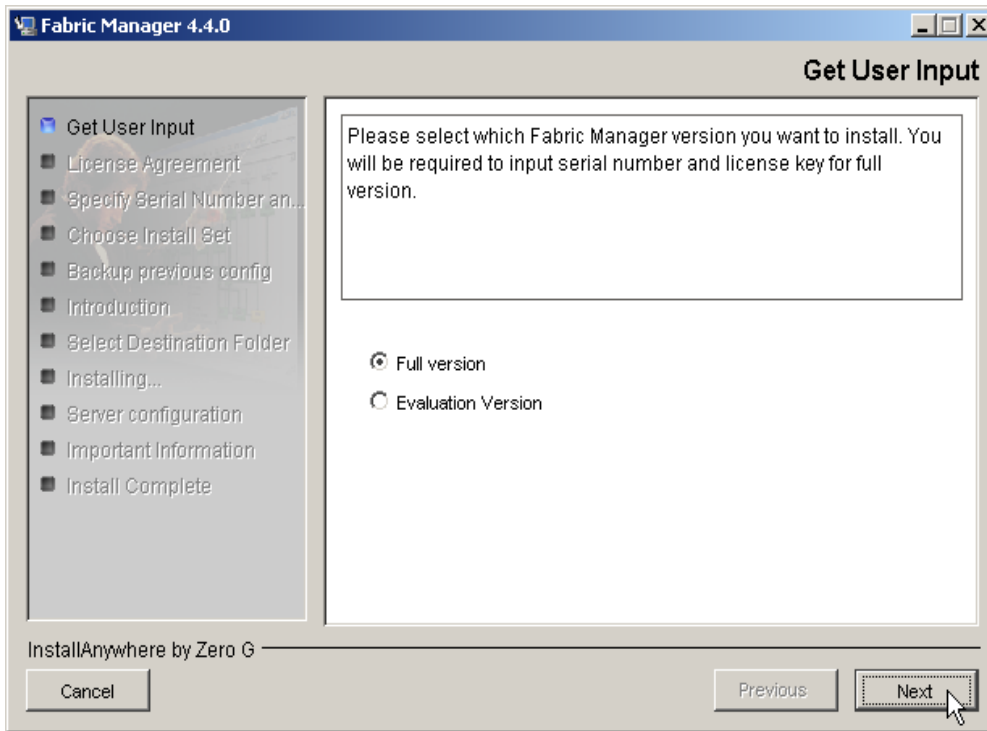 Fabric Manager 4.4.0
Get User Input
Get User Input
License Agreement
Specify Serial Number an...
Choose Install Set
Backup previous config
Introduction
Select Destination Folder
Installing...
Server configuration
Important Information
Install Complete
Please select which Fabric Manager version you want to install. You
will be required to input serial number and license key for full
version.
Full version
Evaluation Version
InstallAnywhere by Zero G
Cancel
Previous
Next